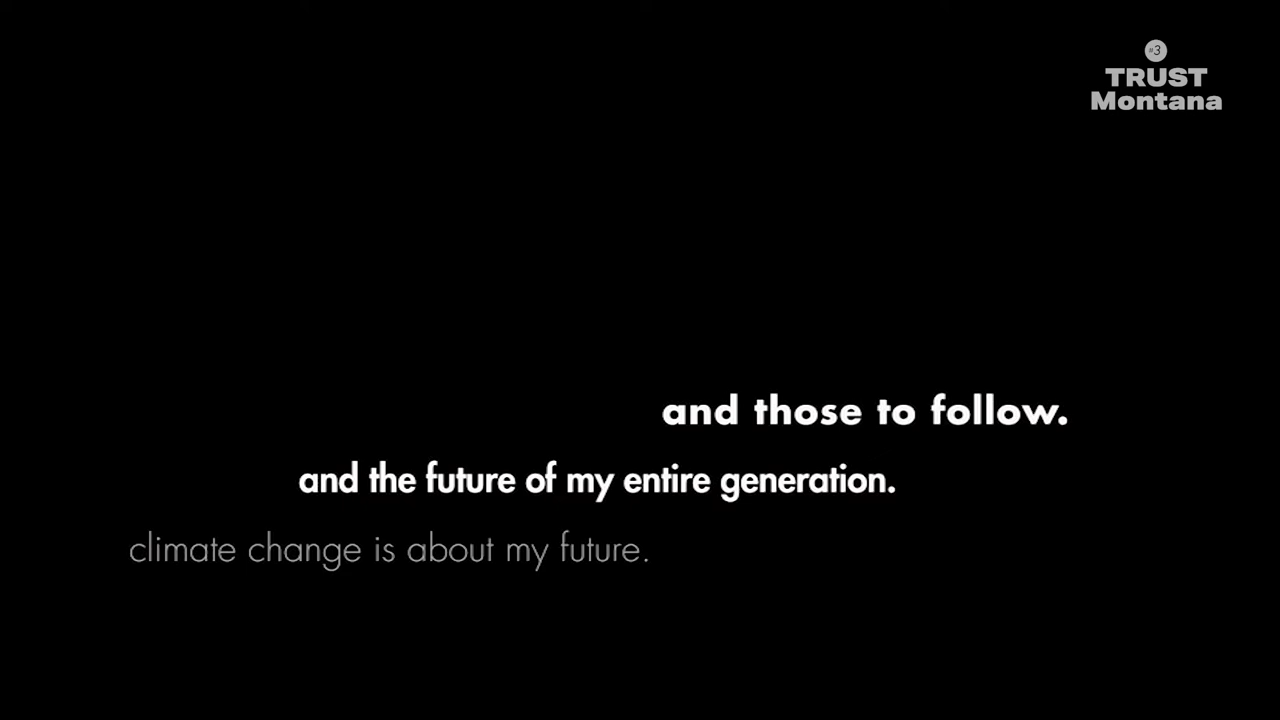 #3
TRUST
Montana
and those to follow.
and the future of my entire generation.
climate change is about my future.